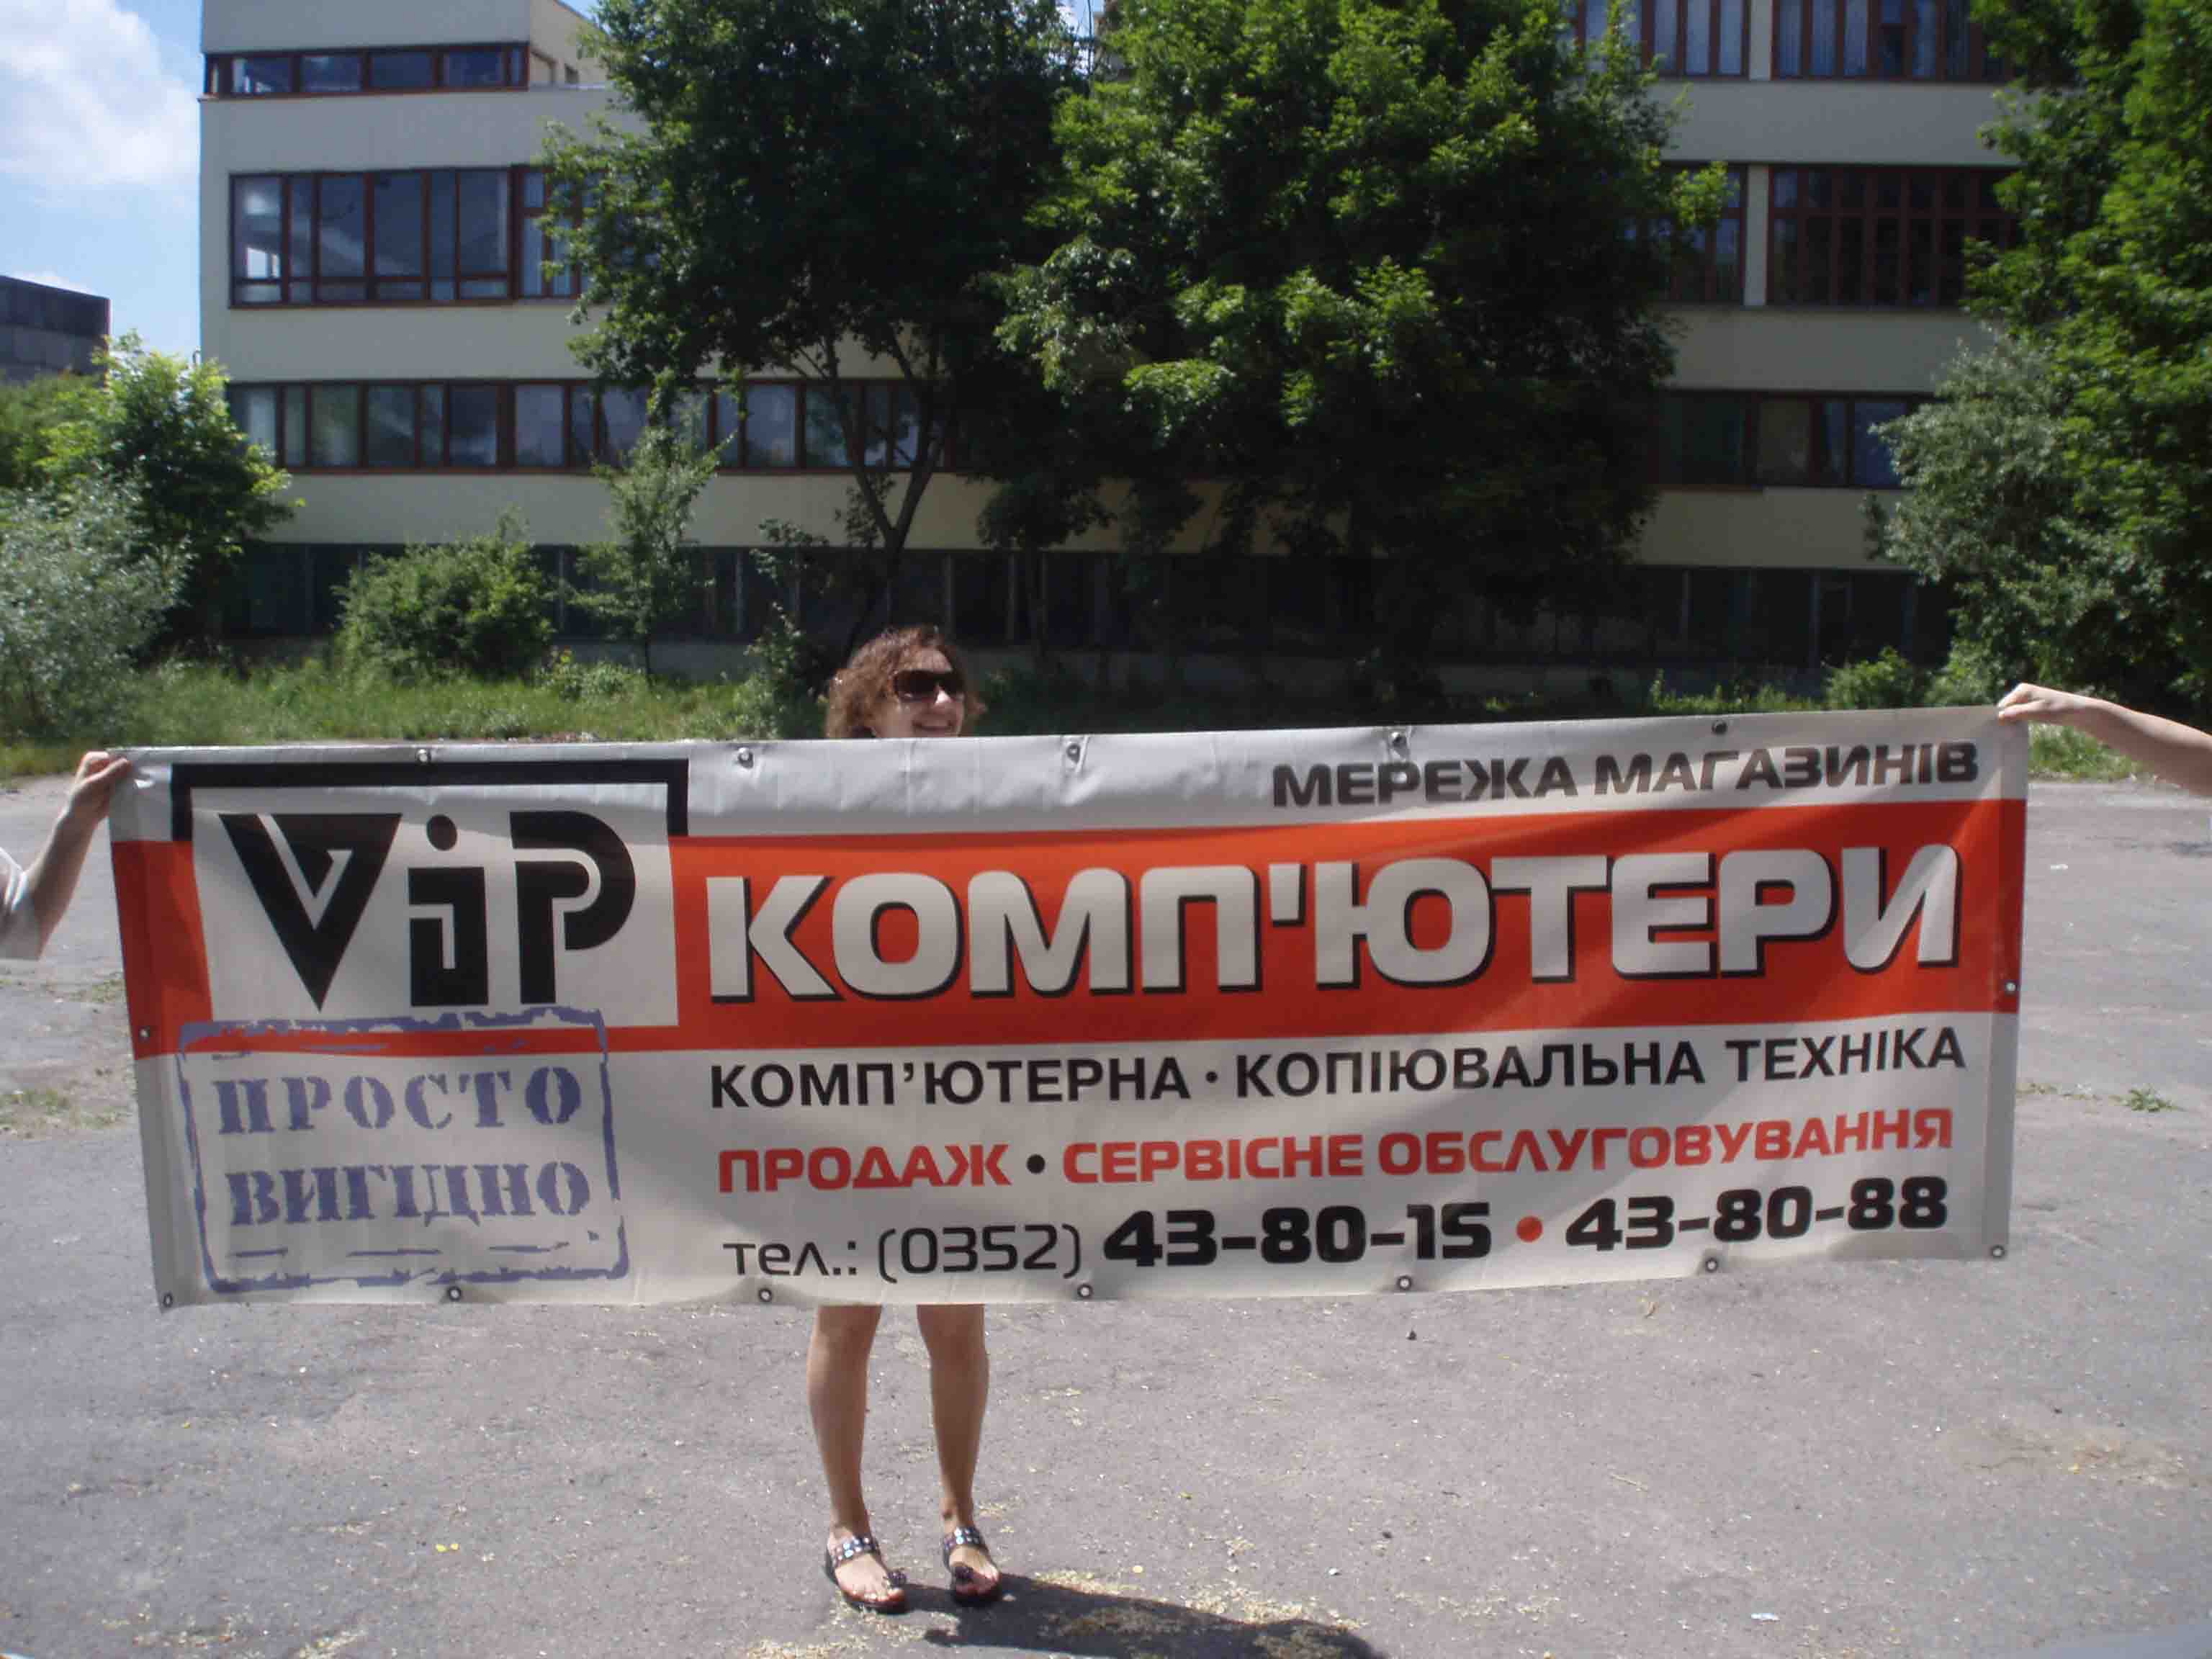 МЕРЕЖА МАГАЗИНІВ
ViP
КОМП'ЮТЕРИ
КОМП’ЮТЕРНА · КОПІЮВАЛЬНА ТЕХНІКА
ПРОДАЖ • СЕРВІСНЕ ОБСЛУГОВУВАННЯ
тел.: (0352) 43-80-15 • 43-80-88
ПРОСТО
ВИГІДНО